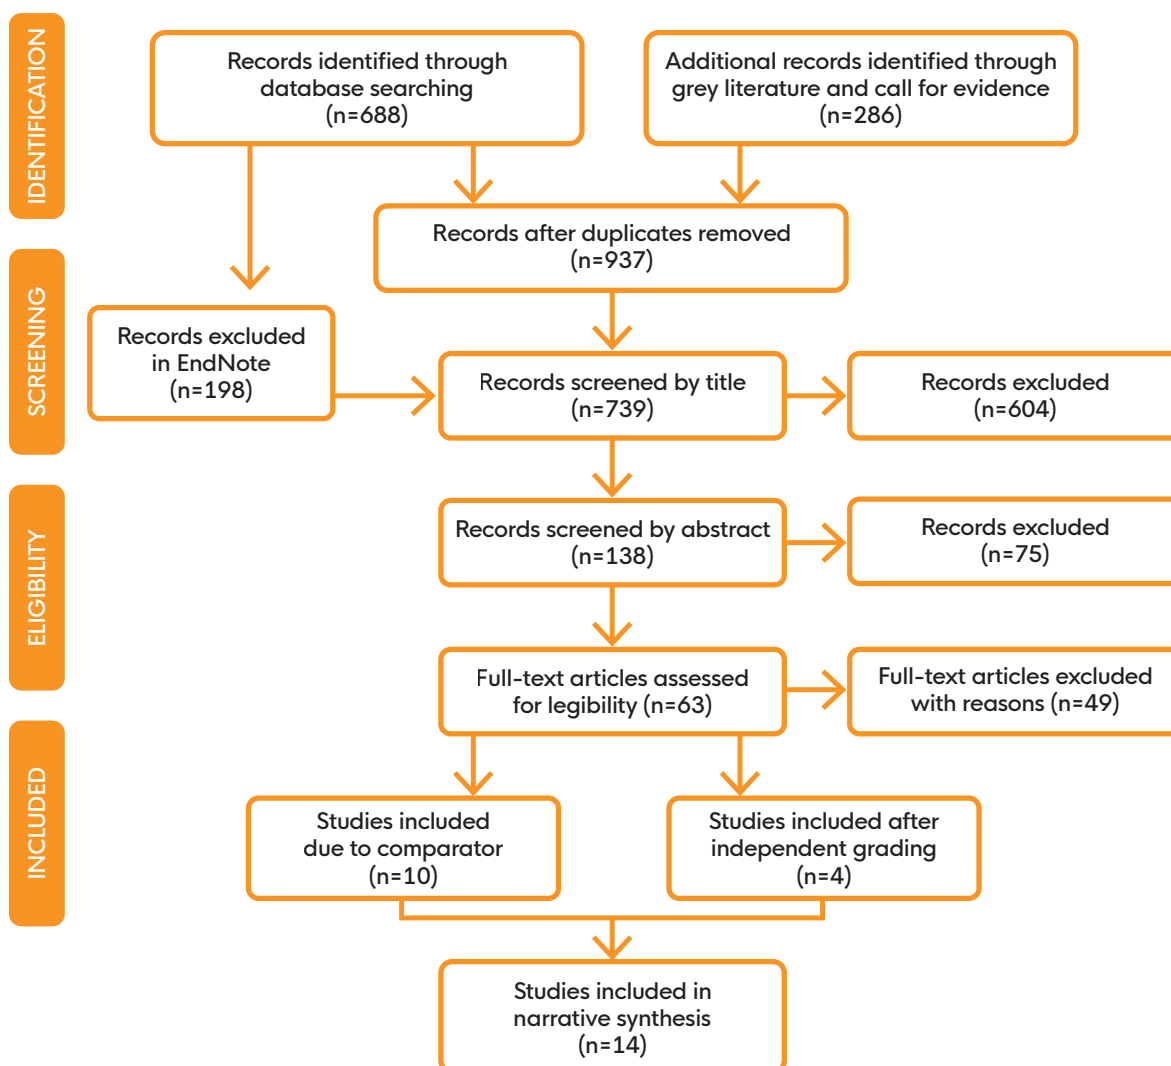 IDENTIFICATION
Records identified through
database searching
(n=688)
Additional records identified through
grey literature and call for evidence
(n=286)
Records after duplicates removed
(n=937)
SCREENING
Records excluded
in EndNote
(n=198)
Records screened by title
(n=739)
Records excluded
(n=604)
ELIGIBILITY
Records screened by abstract
(n=138)
Records excluded
(n=75)
Full-text articles assessed
for legibility (n=63)
Full-text articles excluded
with reasons (n=49)
INCLUDED
Studies included
due to comparator
(n=10)
Studies included after
independent grading
(n=4)
Studies included in
narrative synthesis
(n=14)